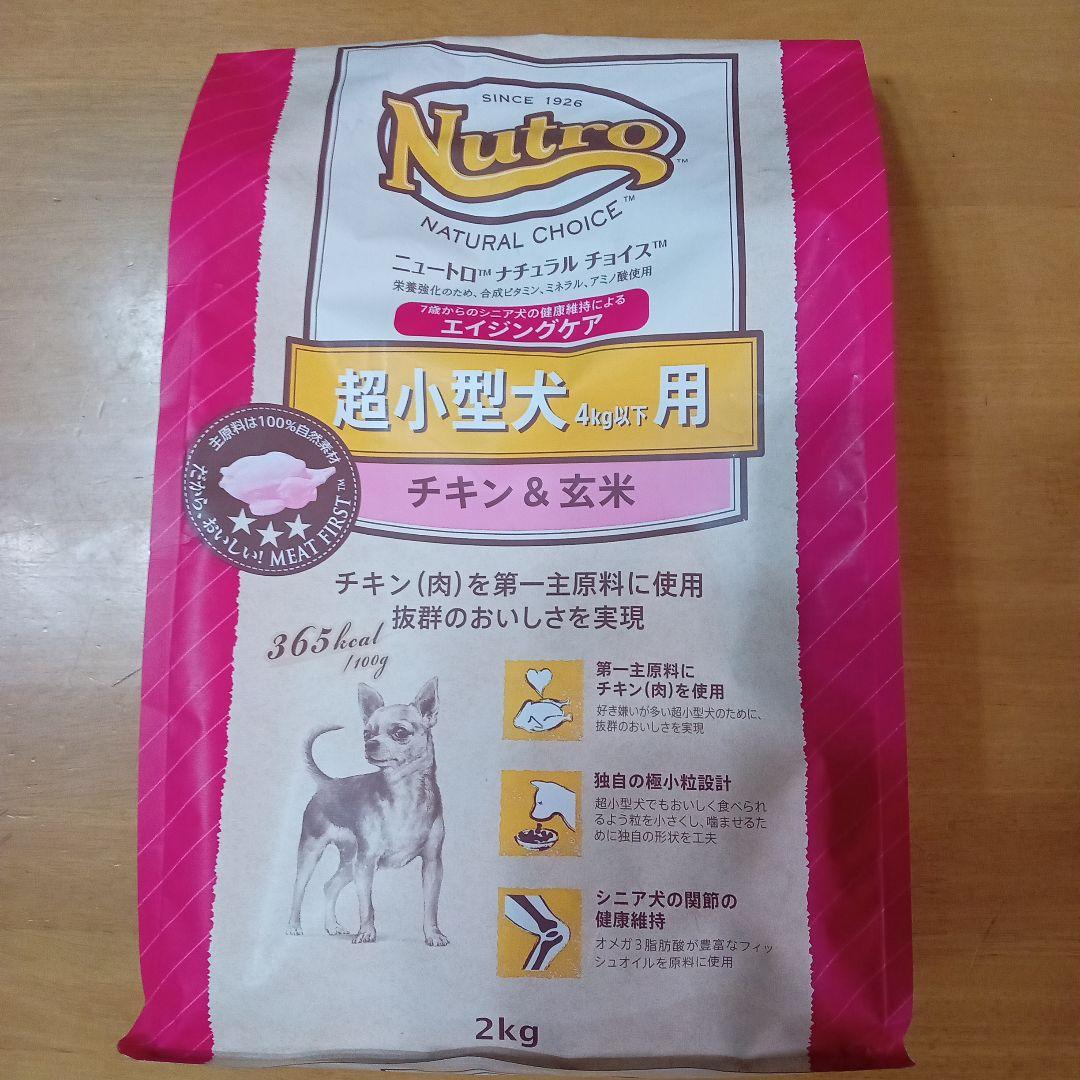 SINCE 1926
Nutro™
NATURAL CHOICE™
ニュートロ™ ナチュラル チョイス™
栄養強化のため、合成ビタミン、ミネラル、アミノ酸使用
7歳からのシニア犬の健康維持による
エイジングケア
超小型犬 4kg以下 用
チキン & 玄米
主原料は100%自然素材
だから、おいしい! MEAT FIRST™
チキン(肉)を第一主原料に使用
抜群のおいしさを実現
365kcal
/100g
第一主原料に
チキン(肉)を使用
好き嫌いが多い超小型犬のために、
抜群のおいしさを実現
独自の極小粒設計
超小型犬でもおいしく食べられ
るよう粒を小さくし、噛ませるた
めに独自の形状を工夫
シニア犬の関節の
健康維持
オメガ3脂肪酸が豊富なフィッ
シュオイルを原料に使用
2kg